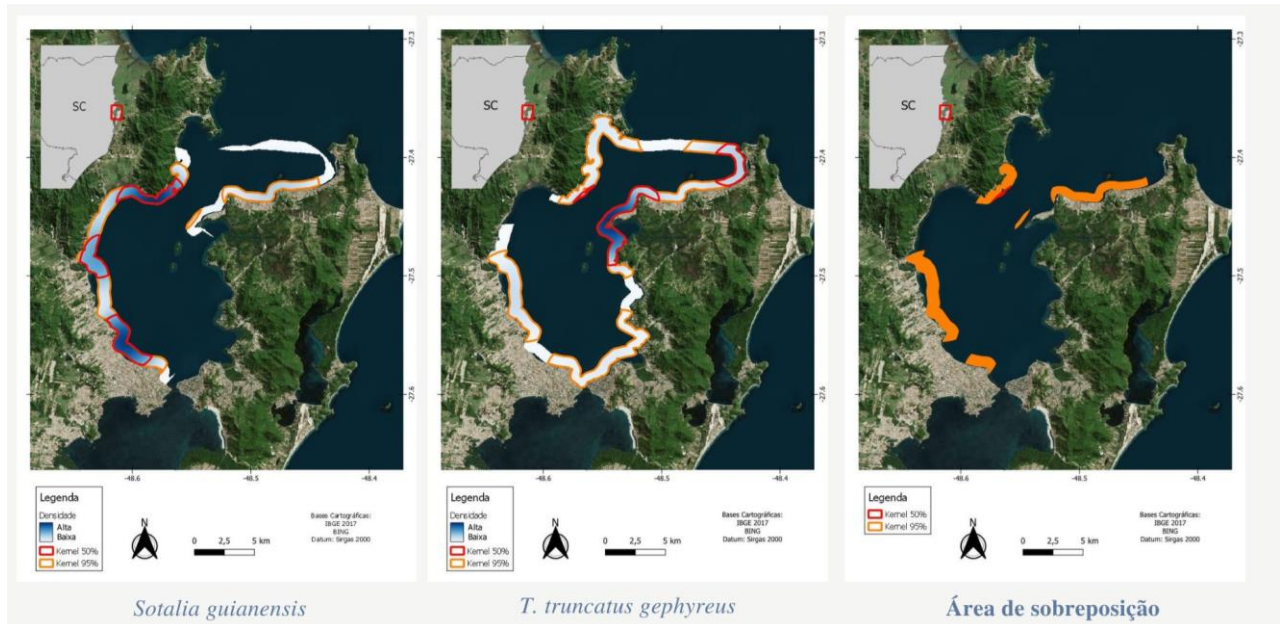 SC
-27.3
-27.4
-27.5
-27.6
-48.6
-48.5
-48.4
Legenda
Densidade
Alta
Baixa
Kernel 50%
Kernel 95%
N
0 2,5 5 km
Bases Cartográficas:
IBGE 2017
BING
Datum: Sirgas 2000
Sotalia guianensis
SC
-27.3
-27.4
-27.5
-27.6
-48.6
-48.5
-48.4
Legenda
Densidade
Alta
Baixa
Kernel 50%
Kernel 95%
N
0 2,5 5 km
Bases Cartográficas:
IBGE 2017
BING
Datum: Sirgas 2000
T. truncatus gephyreus
SC
-27.3
-27.4
-27.5
-27.6
-48.6
-48.5
-48.4
Legenda
Kernel 50%
Kernel 95%
N
0 2,5 5 km
Bases Cartográficas:
IBGE 2017
BING
Datum: Sirgas 2000
Área de sobreposição